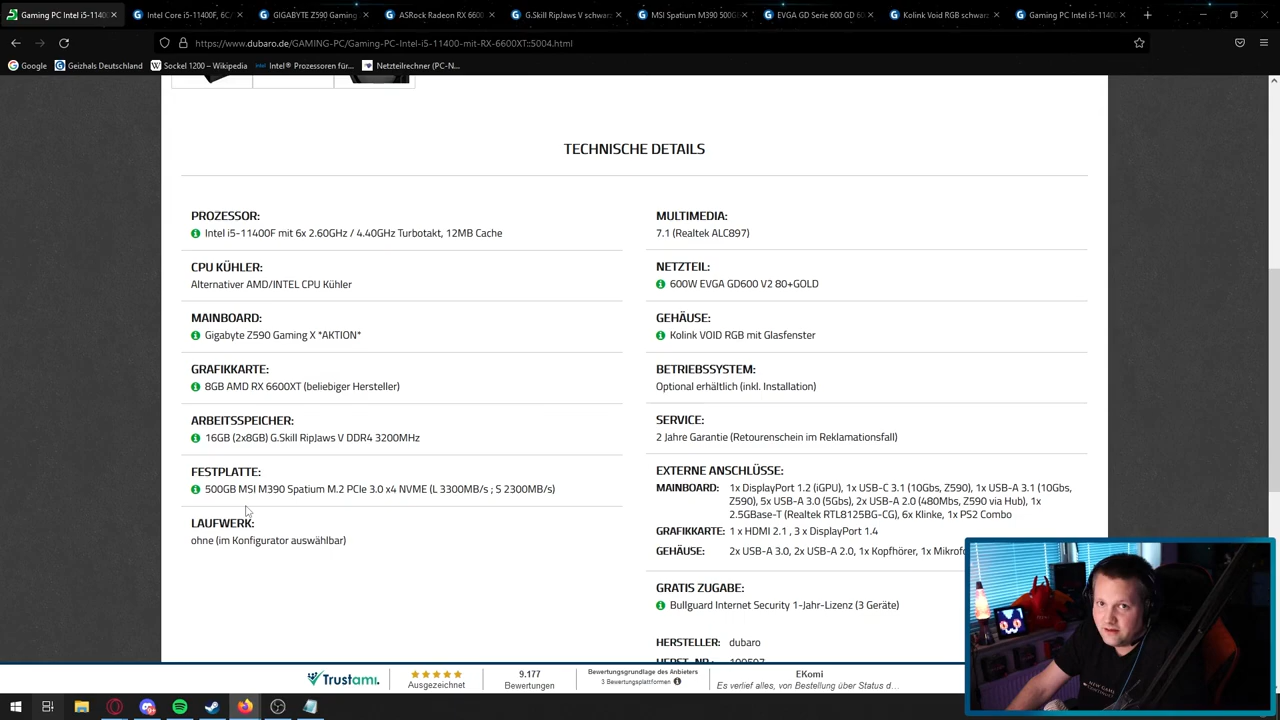 Gaming PC Intel i5-11400
Intel Core i5-11400F, 6C/
GIGABYTE Z590 Gaming
ASRock Radeon RX 6600
G.Skill RipJaws V schwarz
MSI Spatium M390 500G
EVGA GD Serie 600 GD 60
Kolink Void RGB schwarz
Gaming PC Intel i5-1140
https://www.dubaro.de/GAMING-PC/Gaming-PC-Intel-i5-11400-mit-RX-6600XT::5004.html
Google
Geizhals Deutschland
Sockel 1200 – Wikipedia
Intel® Prozessoren für...
Netzteilrechner (PC-N...
TECHNISCHE DETAILS
PROZESSOR:
Intel i5-11400F mit 6x 2.60GHz / 4.40GHz Turbotakt, 12MB Cache
CPU KÜHLER:
Alternativer AMD/INTEL CPU Kühler
MAINBOARD:
Gigabyte Z590 Gaming X *AKTION*
GRAFIKKARTE:
8GB AMD RX 6600XT (beliebiger Hersteller)
ARBEITSSPEICHER:
16GB (2x8GB) G.Skill RipJaws V DDR4 3200MHz
FESTPLATTE:
500GB MSI M390 Spatium M.2 PCIe 3.0 x4 NVME (L 3300MB/s ; S 2300MB/s)
LAUFWERK:
ohne (im Konfigurator auswählbar)
MULTIMEDIA:
7.1 (Realtek ALC897)
NETZTEIL:
600W EVGA GD600 V2 80+GOLD
GEHÄUSE:
Kolink VOID RGB mit Glasfenster
BETRIEBSSYSTEM:
Optional erhältlich (inkl. Installation)
SERVICE:
2 Jahre Garantie (Retourenschein im Reklamationsfall)
EXTERNE ANSCHLÜSSE:
MAINBOARD: 1x DisplayPort 1.2 (iGPU), 1x USB-C 3.1 (10Gbs, Z590), 1x USB-A 3.1 (10Gbs,
Z590), 5x USB-A 3.0 (5Gbs), 2x USB-A 2.0 (480Mbs, Z590 via Hub), 1x
2.5GBase-T (Realtek RTL8125BG-CG), 6x Klinke, 1x PS2 Combo
GRAFIKKARTE: 1 x HDMI 2.1 , 3 x DisplayPort 1.4
GEHÄUSE: 2x USB-A 3.0, 2x USB-A 2.0, 1x Kopfhörer, 1x Mikrofo
GRATIS ZUGABE:
Bullguard Internet Security 1-Jahr-Lizenz (3 Geräte)
HERSTELLER: dubaro
Trustami.
Ausgezeichnet
9.177
Bewertungen
Bewertungsgrundlage des Anbieters
3 Bewertungsplattformen
EKomi
Es verlief alles, von Bestellung über Status d...